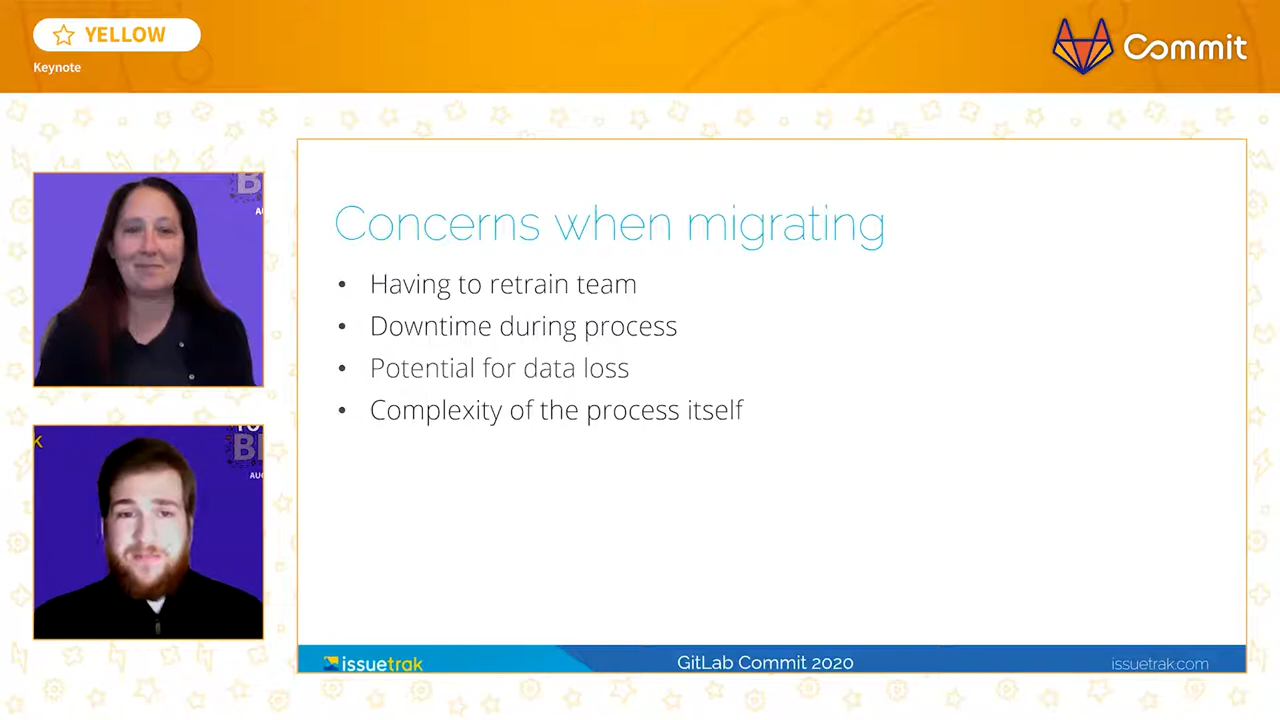 YELLOW
Keynote
Commit
Concerns when migrating
• Having to retrain team
• Downtime during process
• Potential for data loss
• Complexity of the process itself
issuetrak
GitLab Commit 2020
issuetrak.com